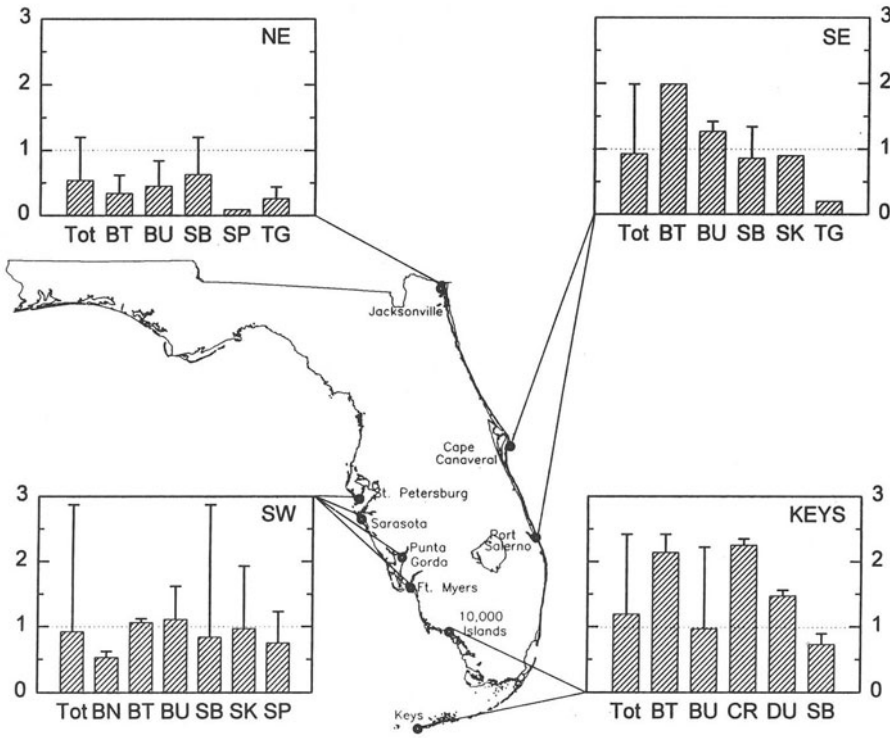 3
2
1
0
NE
Tot BT BU SB SP TG
3
2
1
0
SE
Tot BT BU SB SK TG
Jacksonville
Cape
Canaveral
St. Petersburg
Sarasota
Punta
Gorda
Ft. Myers
Port
Salerno
10,000
Islands
Keys
3
2
1
0
SW
Tot BN BT BU SB SK SP
3
2
1
0
KEYS
Tot BT BU CR DU SB